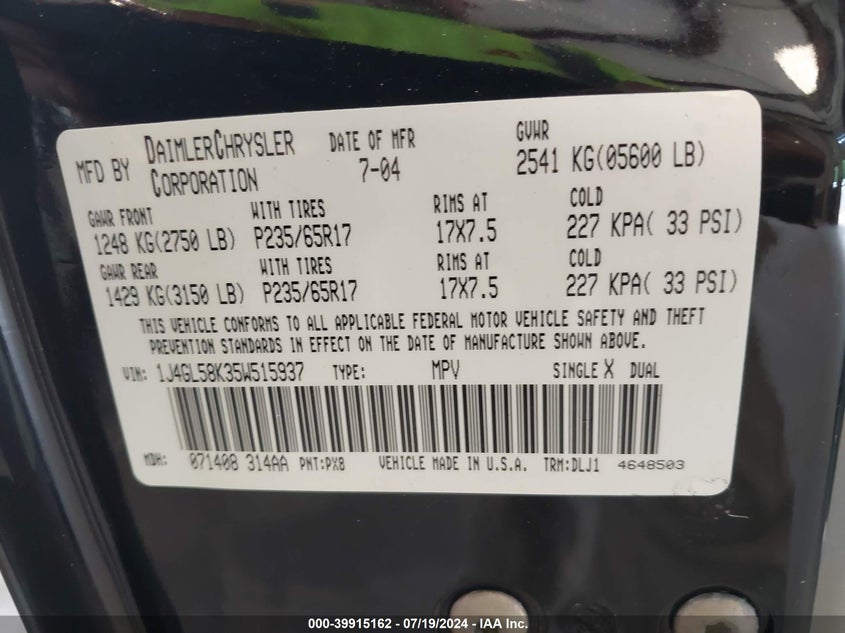 MFD BY DAIMLERCHRYSLER CORPORATION DATE OF MFR 7-04 GVWR 2541 KG(05600 LB)
GAWR FRONT WITH TIRES RIMS AT COLD
1248 KG(2750 LB) P235/65R17 17X7.5 227 KPA( 33 PSI)
GAWR REAR WITH TIRES RIMS AT COLD
1429 KG(3150 LB) P235/65R17 17X7.5 227 KPA( 33 PSI)
THIS VEHICLE CONFORMS TO ALL APPLICABLE FEDERAL MOTOR VEHICLE SAFETY AND THEFT
PREVENTION STANDARDS IN EFFECT ON THE DATE OF MANUFACTURE SHOWN ABOVE.
VIN: 1J4GL58K35W515937 TYPE: MPV SINGLE X DUAL
MDH: 071408 314AA PNT:PX8 VEHICLE MADE IN U.S.A. TRM:DLJ1 4648503
000-39915162 - 07/19/2024 - IAA Inc.